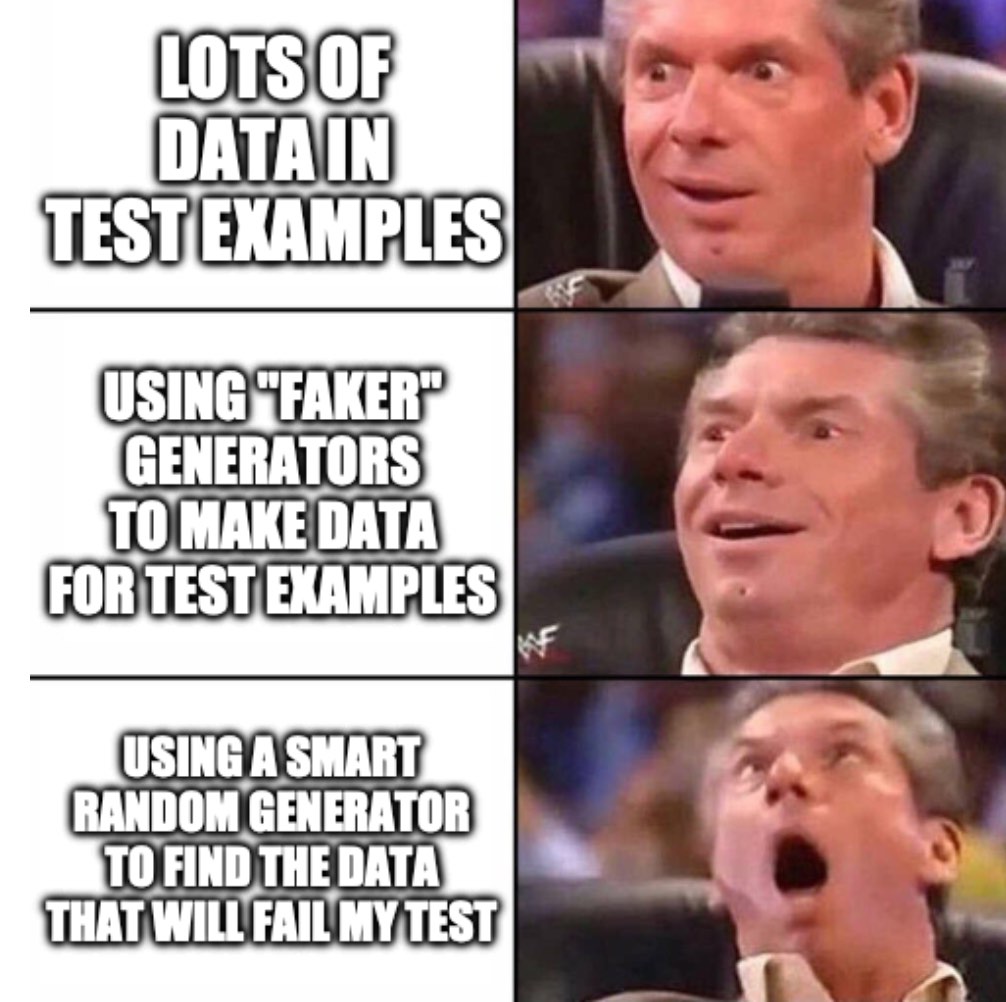 LOTS OF
DATA IN
TEST EXAMPLES
USING "FAKER"
GENERATORS
TO MAKE DATA
FOR TEST EXAMPLES
USING A SMART
RANDOM GENERATOR
TO FIND THE DATA
THAT WILL FAIL MY TEST